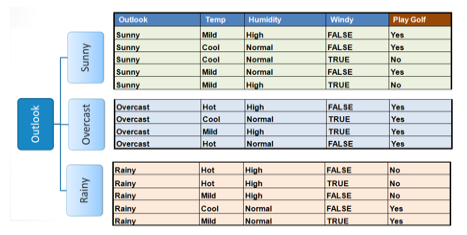 Outlook Temp Humidity Windy Play Golf
Sunny Mild High FALSE Yes
Sunny Cool Normal FALSE Yes
Sunny Cool Normal TRUE No
Sunny Mild Normal FALSE Yes
Sunny Mild High TRUE No
Sunny
Outlook
Overcast
Overcast Hot High FALSE Yes
Overcast Cool Normal TRUE Yes
Overcast Mild High TRUE Yes
Overcast Hot Normal FALSE Yes
Rainy
Rainy Hot High FALSE No
Rainy Hot High TRUE No
Rainy Mild High FALSE No
Rainy Cool Normal FALSE Yes
Rainy Mild Normal TRUE Yes